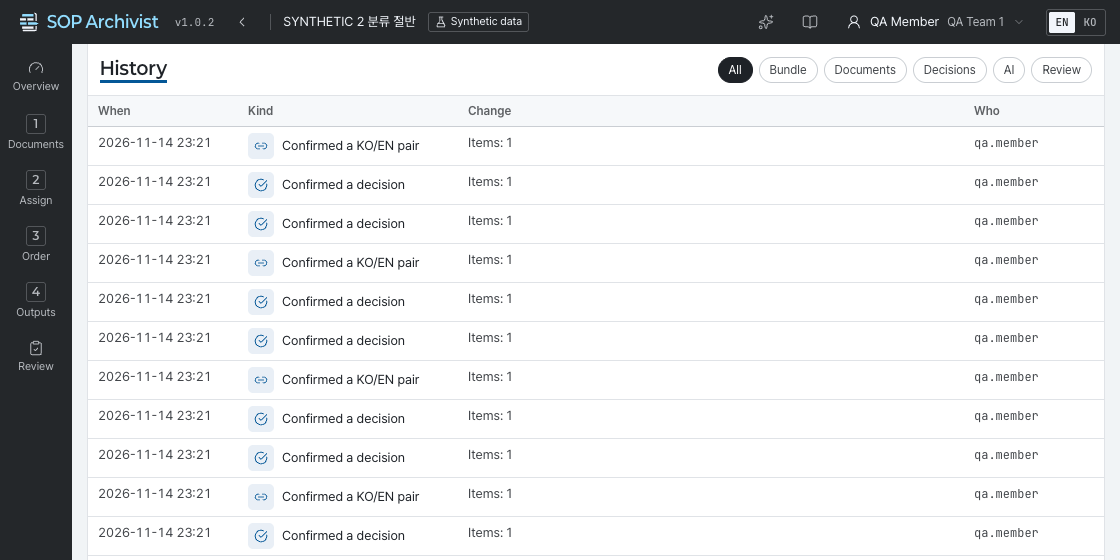 SOP Archivist v1.0.2 SYNTHETIC 2 분류 절반 Synthetic data QA Member QA Team 1 EN KO
Overview
1
Documents
2
Assign
3
Order
4
Outputs
Review
History All Bundle Documents Decisions AI Review
When Kind Change Who
2026-11-14 23:21 Confirmed a KO/EN pair Items: 1 qa.member
2026-11-14 23:21 Confirmed a decision Items: 1 qa.member
2026-11-14 23:21 Confirmed a decision Items: 1 qa.member
2026-11-14 23:21 Confirmed a KO/EN pair Items: 1 qa.member
2026-11-14 23:21 Confirmed a decision Items: 1 qa.member
2026-11-14 23:21 Confirmed a decision Items: 1 qa.member
2026-11-14 23:21 Confirmed a KO/EN pair Items: 1 qa.member
2026-11-14 23:21 Confirmed a decision Items: 1 qa.member
2026-11-14 23:21 Confirmed a decision Items: 1 qa.member
2026-11-14 23:21 Confirmed a KO/EN pair Items: 1 qa.member
2026-11-14 23:21 Confirmed a decision Items: 1 qa.member